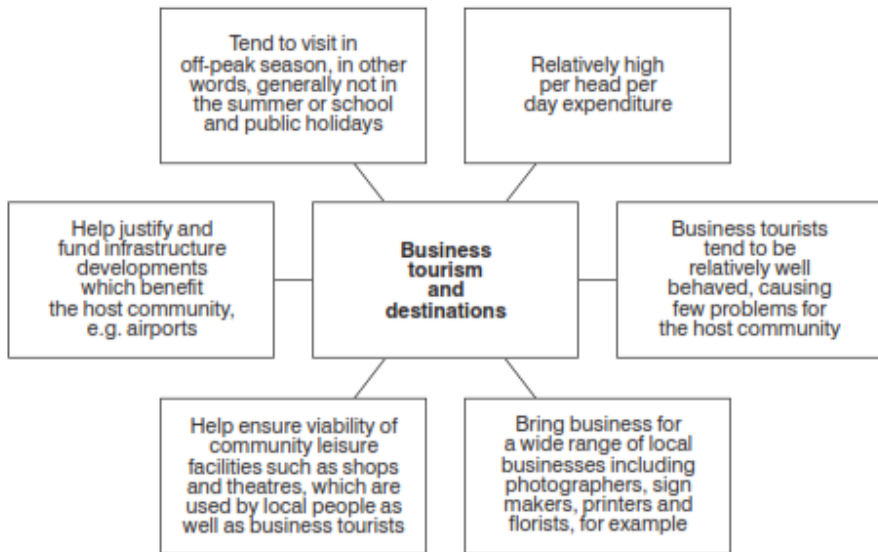 Tend to visit in
off-peak season, in other
words, generally not in
the summer or school
and public holidays
Relatively high
per head per
day expenditure
Help justify and
fund infrastructure
developments
which benefit
the host community,
e.g. airports
Business
tourism
and
destinations
Business tourists
tend to be
relatively well
behaved, causing
few problems for
the host community
Help ensure viability of
community leisure
facilities such as shops
and theatres, which are
used by local people as
well as business tourists
Bring business for
a wide range of local
businesses including
photographers, sign
makers, printers and
florists, for example